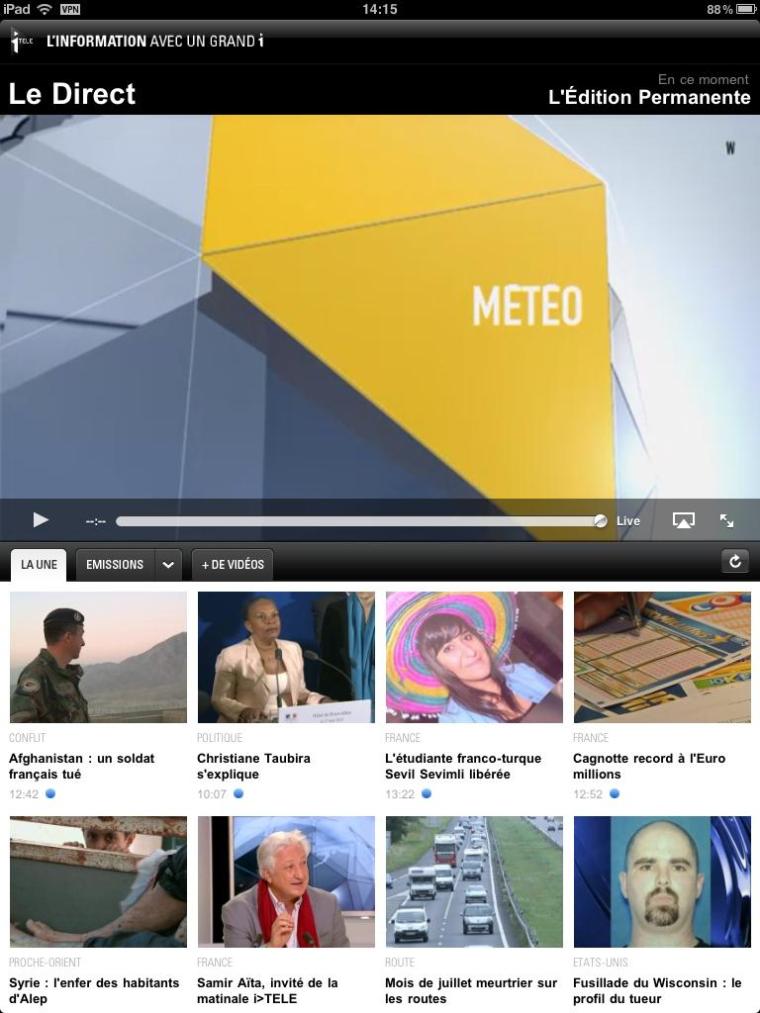 iPad VPN 14:15 88%
iTELE L'INFORMATION AVEC UN GRAND i
En ce moment
Le Direct L'Édition Permanente
W
MÉTÉO
--:-- Live
LA UNE EMISSIONS + DE VIDÉOS
CONFLIT
Afghanistan : un soldat
français tué
12:42
POLITIQUE
Christiane Taubira
s'explique
10:07
FRANCE
L'étudiante franco-turque
Sevil Sevimli libérée
13:22
FRANCE
Cagnotte record à l'Euro
millions
12:52
PROCHE-ORIENT
Syrie : l'enfer des habitants
d'Alep
FRANCE
Samir Aïta, invité de la
matinale i>TELE
ROUTE
Mois de juillet meurtrier sur
les routes
ETATS-UNIS
Fusillade du Wisconsin : le
profil du tueur